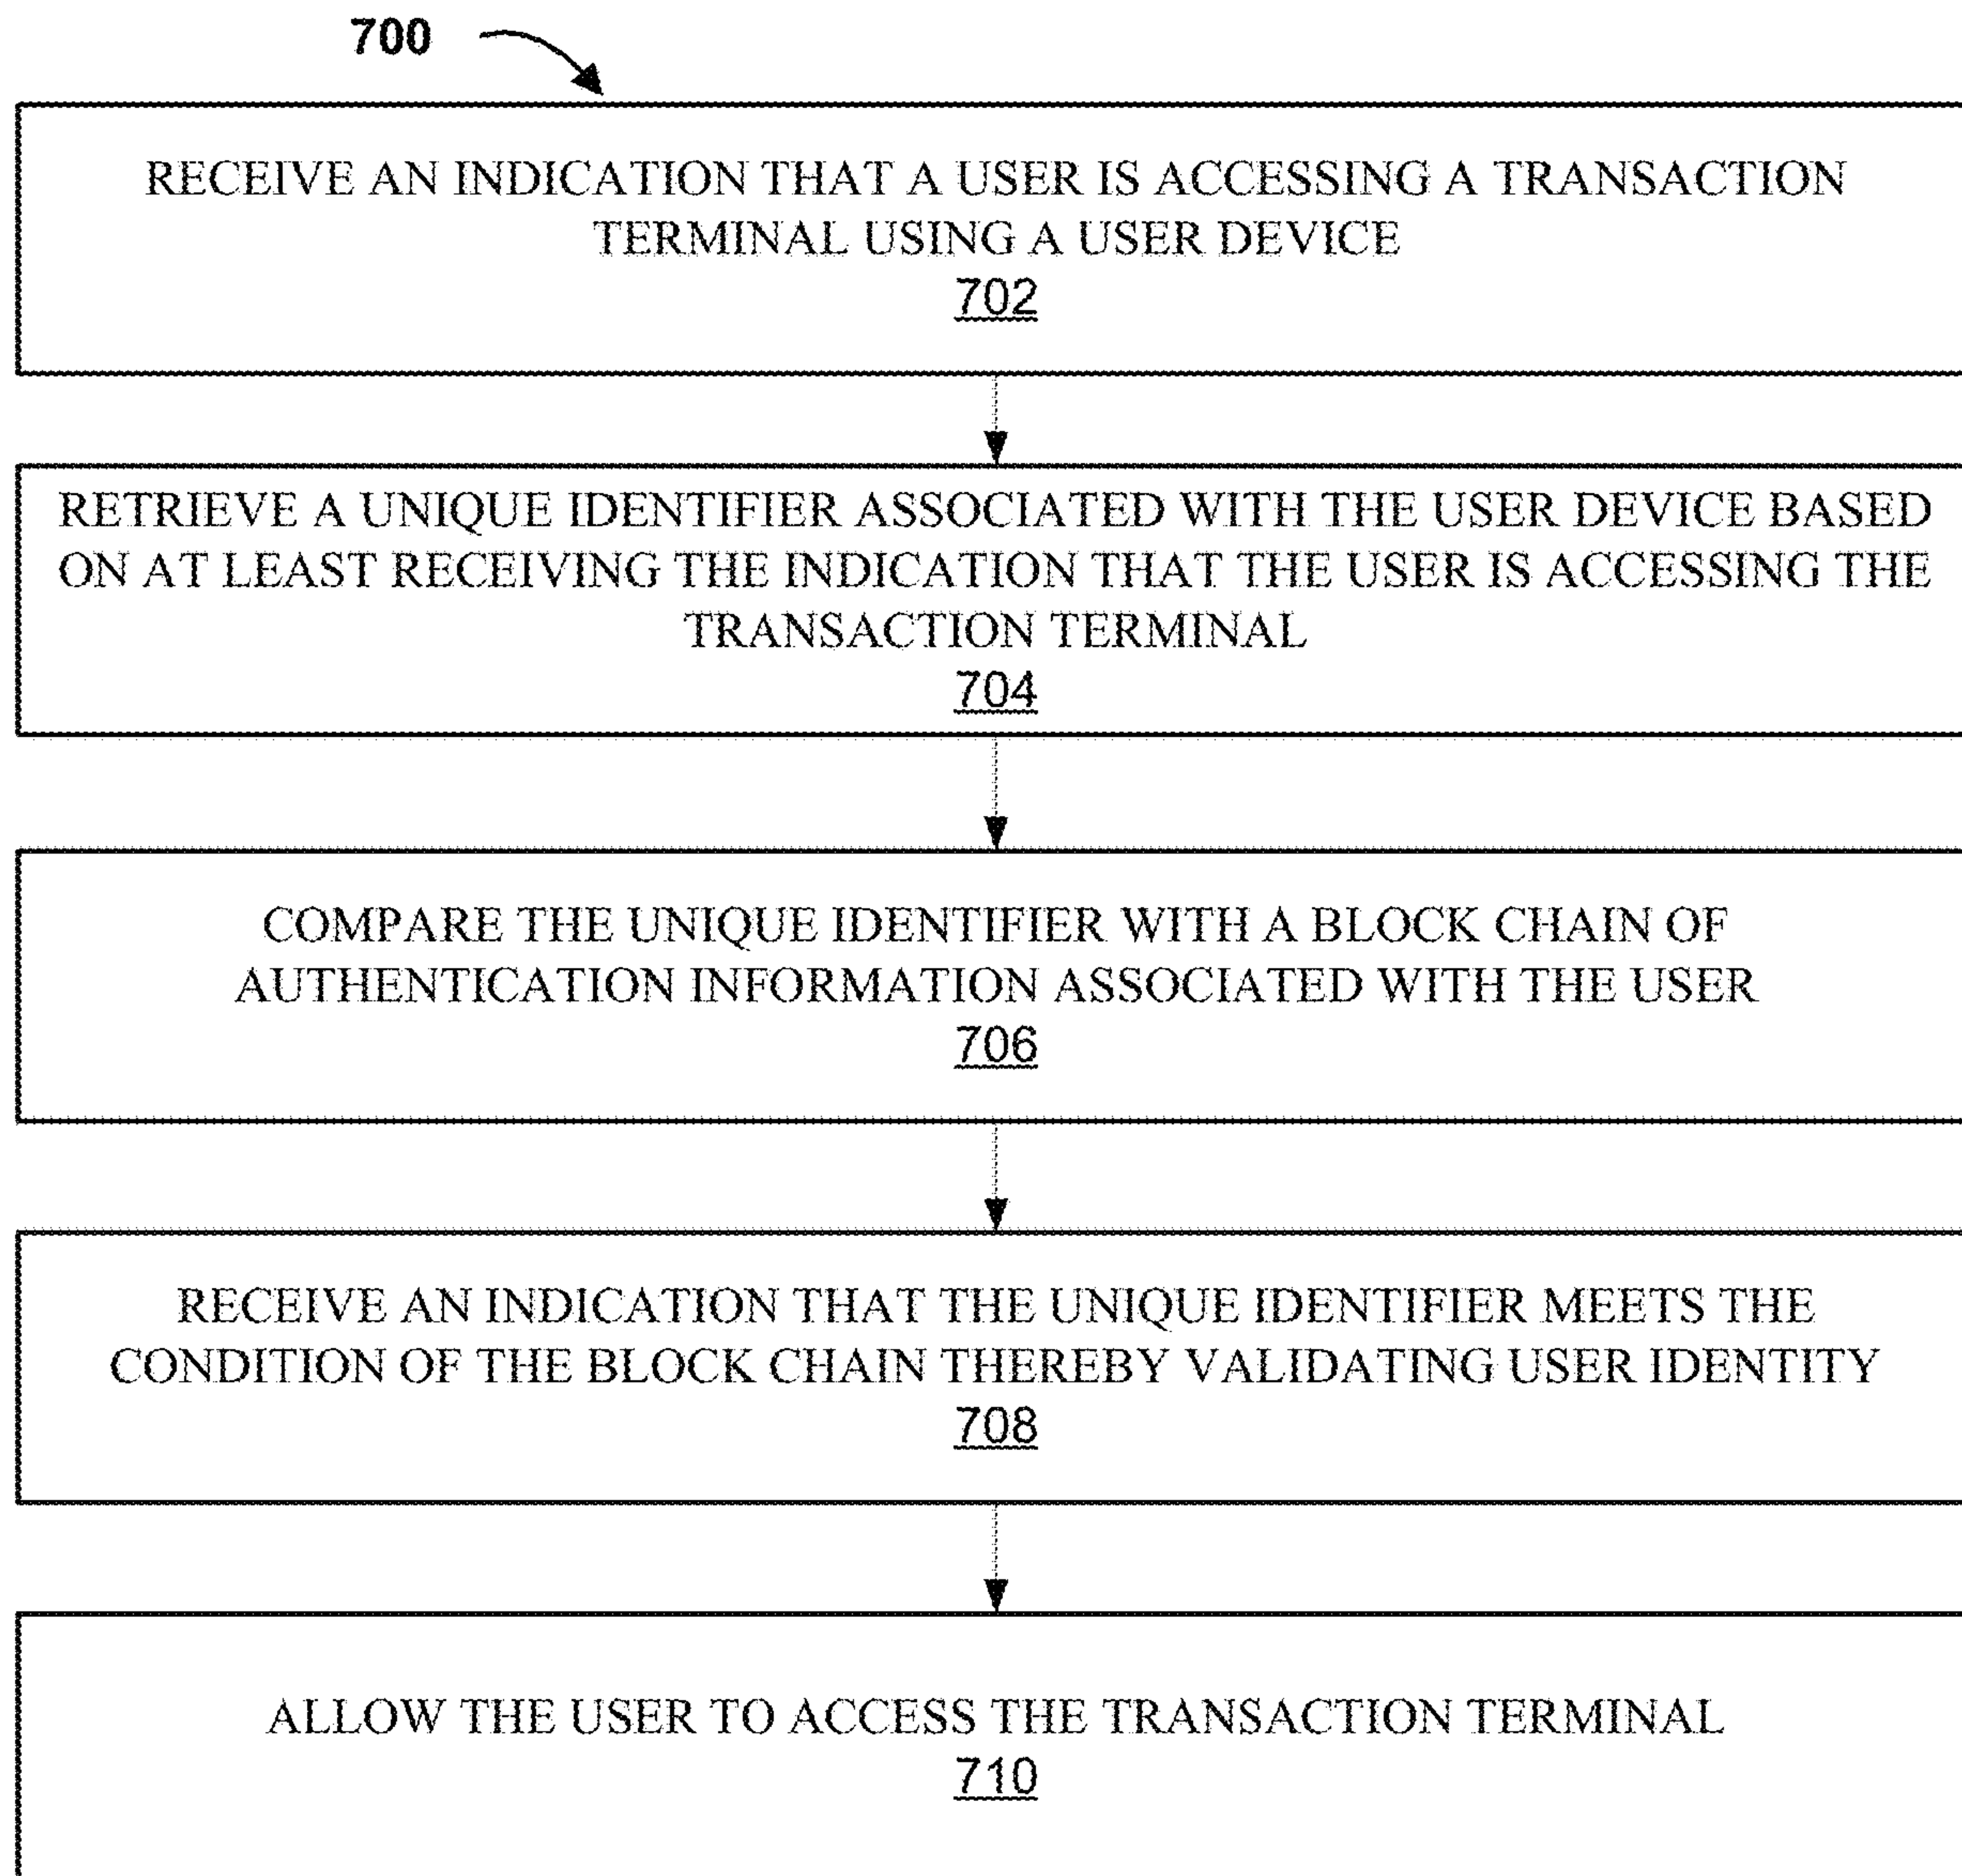 700
RECEIVE AN INDICATION THAT A USER IS ACCESSING A TRANSACTION
TERMINAL USING A USER DEVICE
702
RETRIEVE A UNIQUE IDENTIFIER ASSOCIATED WITH THE USER DEVICE BASED
ON AT LEAST RECEIVING THE INDICATION THAT THE USER IS ACCESSING THE
TRANSACTION TERMINAL
704
COMPARE THE UNIQUE IDENTIFIER WITH A BLOCK CHAIN OF
AUTHENTICATION INFORMATION ASSOCIATED WITH THE USER
706
RECEIVE AN INDICATION THAT THE UNIQUE IDENTIFIER MEETS THE
CONDITION OF THE BLOCK CHAIN THEREBY VALIDATING USER IDENTITY
708
ALLOW THE USER TO ACCESS THE TRANSACTION TERMINAL
710